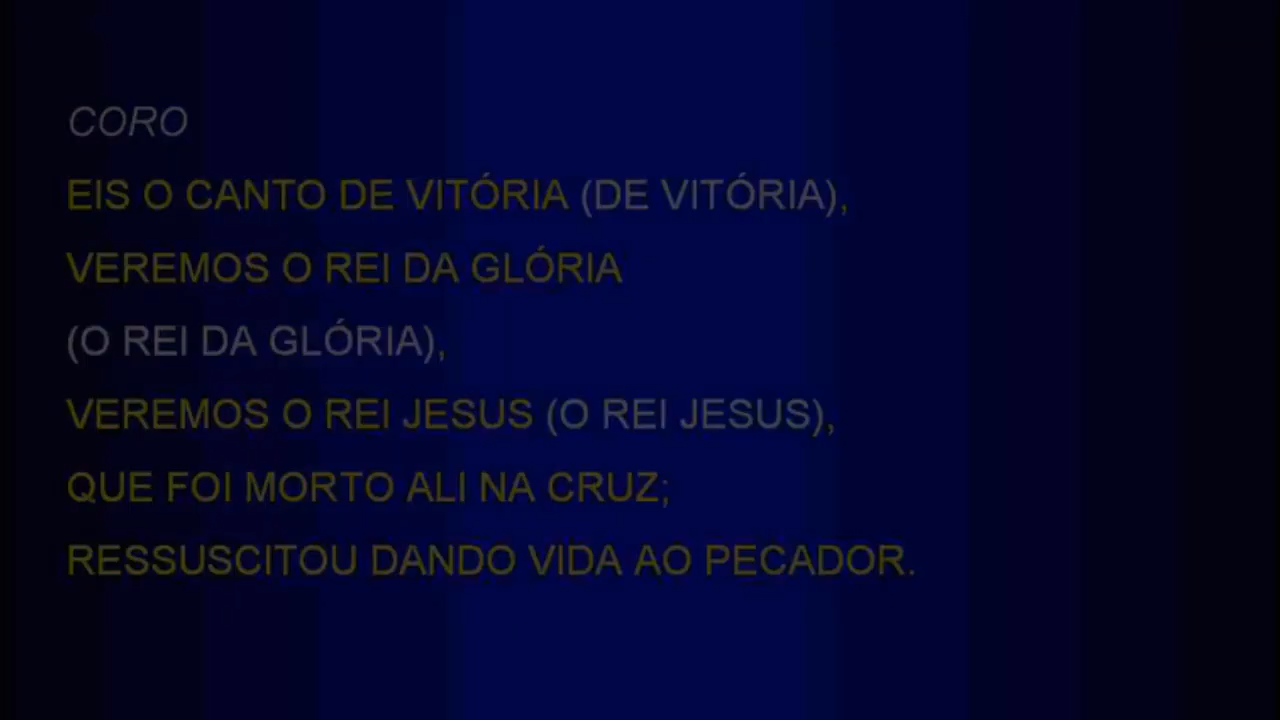 CORO
EIS O CANTO DE VITÓRIA (DE VITÓRIA),
VEREMOS O REI DA GLÓRIA
(O REI DA GLÓRIA),
VEREMOS O REI JESUS (O REI JESUS),
QUE FOI MORTO ALI NA CRUZ;
RESSUSCITOU DANDO VIDA AO PECADOR.